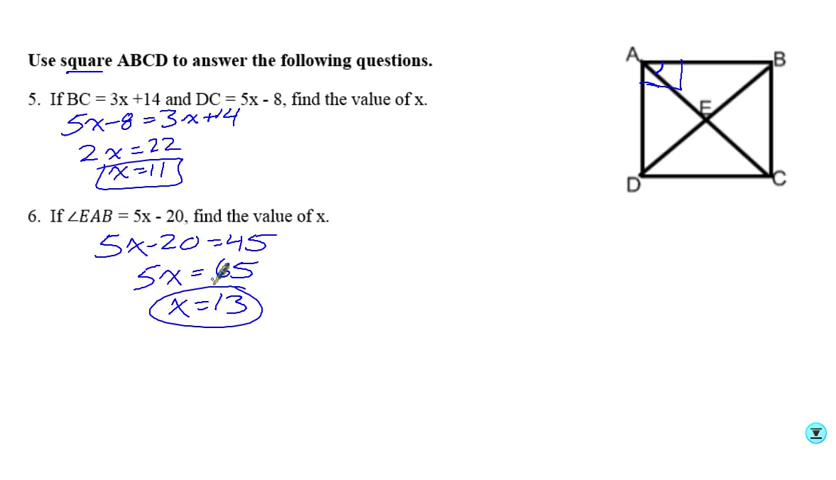 Use square ABCD to answer the following questions.
5. If BC = 3x +14 and DC = 5x - 8, find the value of x.
5x-8=3x+14
2x=22
x=11
6. If ∠EAB = 5x - 20, find the value of x.
5x-20=45
5x=65
x=13
A
B
E
D
C